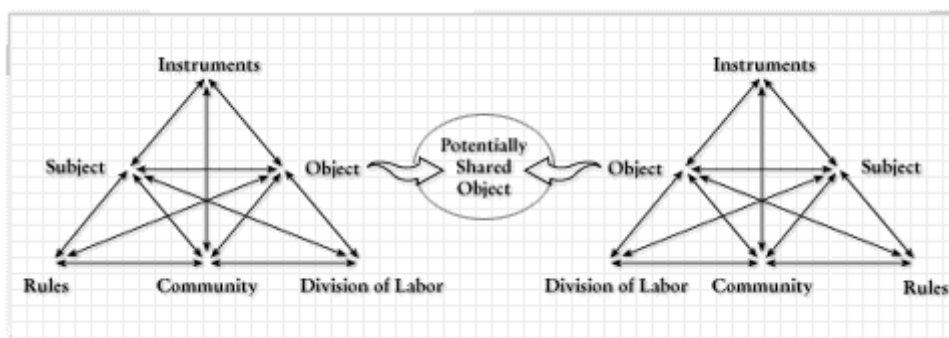 Instruments
Instruments
Subject
Object
Potentially
Shared
Object
Object
Subject
Rules
Community
Division of Labor
Division of Labor
Community
Rules